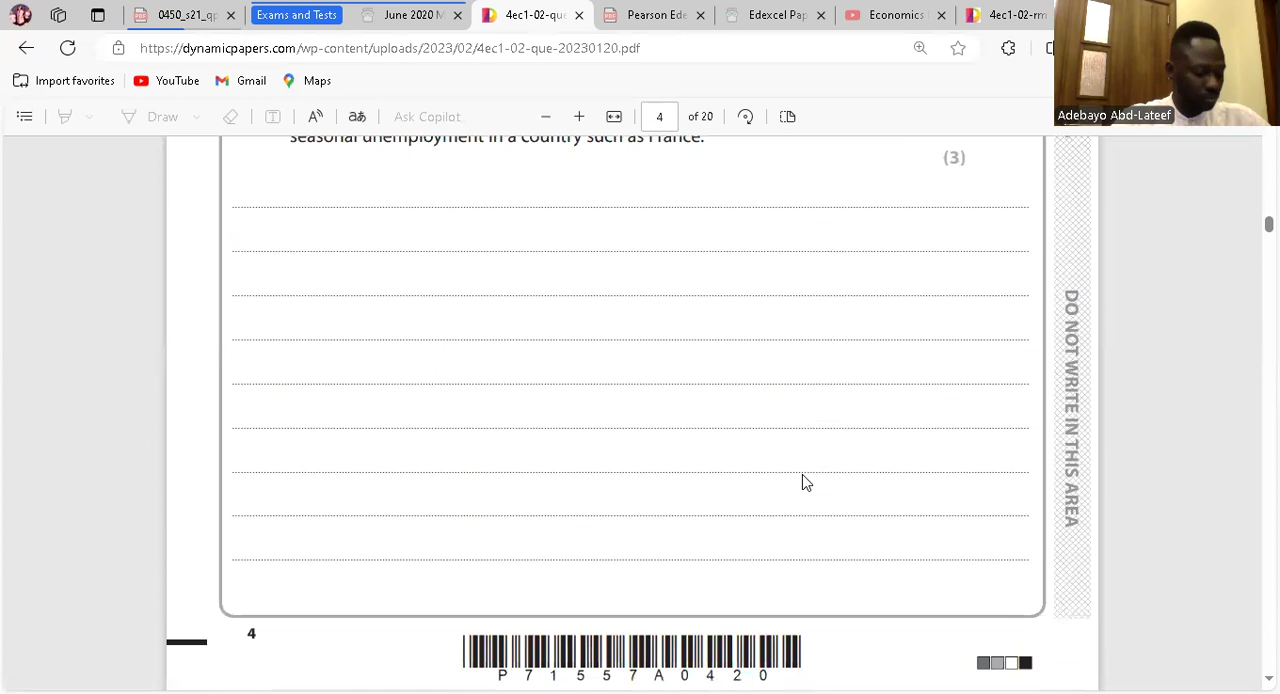 0450_s21_qp
Exams and Tests
June 2020 M
4ec1-02-que
Pearson Ede
Edexcel Pap
Economics
4ec1-02-rm
https://dynamicpapers.com/wp-content/uploads/2023/02/4ec1-02-que-20230120.pdf
Import favorites
YouTube
Gmail
Maps
Adebayo Abd-Lateef
Draw
Ask Copilot
4
of 20
seasonal unemployment in a country such as France.
(3)
DO NOT WRITE IN THIS AREA
4
P 7 1 5 5 7 A 0 4 2 0